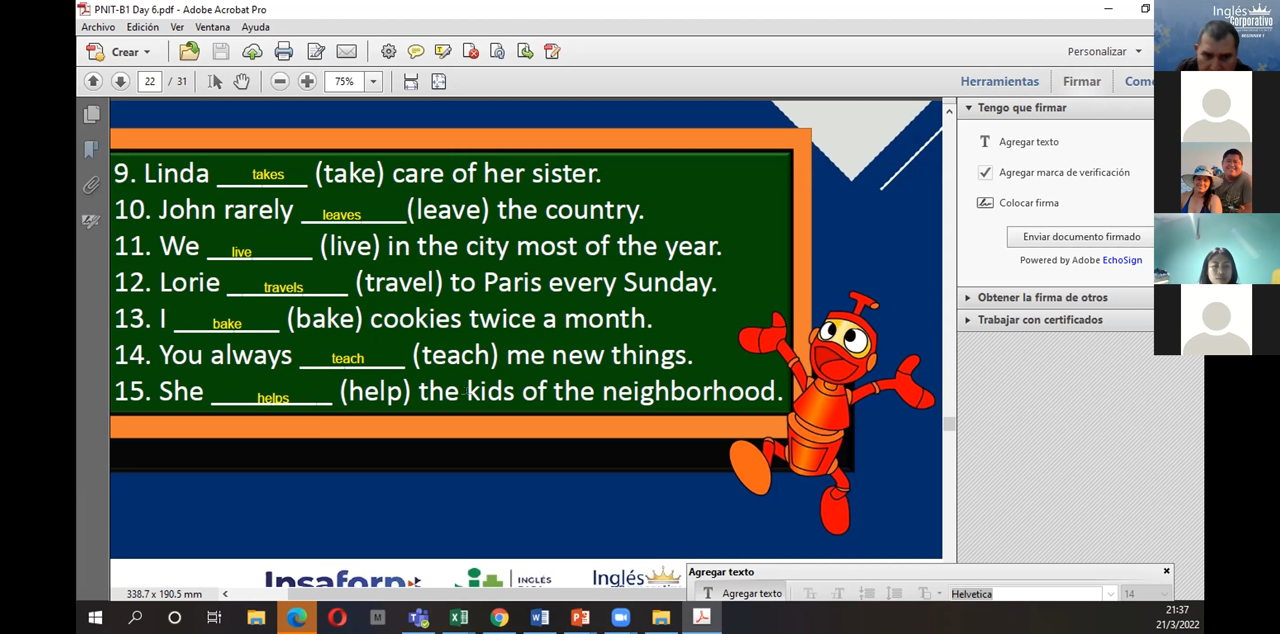 PNIT-B1 Day 6.pdf - Adobe Acrobat Pro
Archivo Edición Ver Ventana Ayuda
Crear
Personalizar
22 / 31
75%
Herramientas Firmar Come
Tengo que firmar
T Agregar texto
Agregar marca de verificación
Colocar firma
Enviar documento firmado
Powered by Adobe EchoSign
Obtener la firma de otros
Trabajar con certificados
9. Linda takes (take) care of her sister.
10. John rarely leaves (leave) the country.
11. We live (live) in the city most of the year.
12. Lorie travels (travel) to Paris every Sunday.
13. I bake (bake) cookies twice a month.
14. You always teach (teach) me new things.
15. She helps (help) the kids of the neighborhood.
Insaforp
INGLÉS
Inglés
Agregar texto
T Agregar texto
Helvetica
14
338.7 x 190.5 mm
21:37
21/3/2022
Inglés
Corporativo
BEGINNER 1